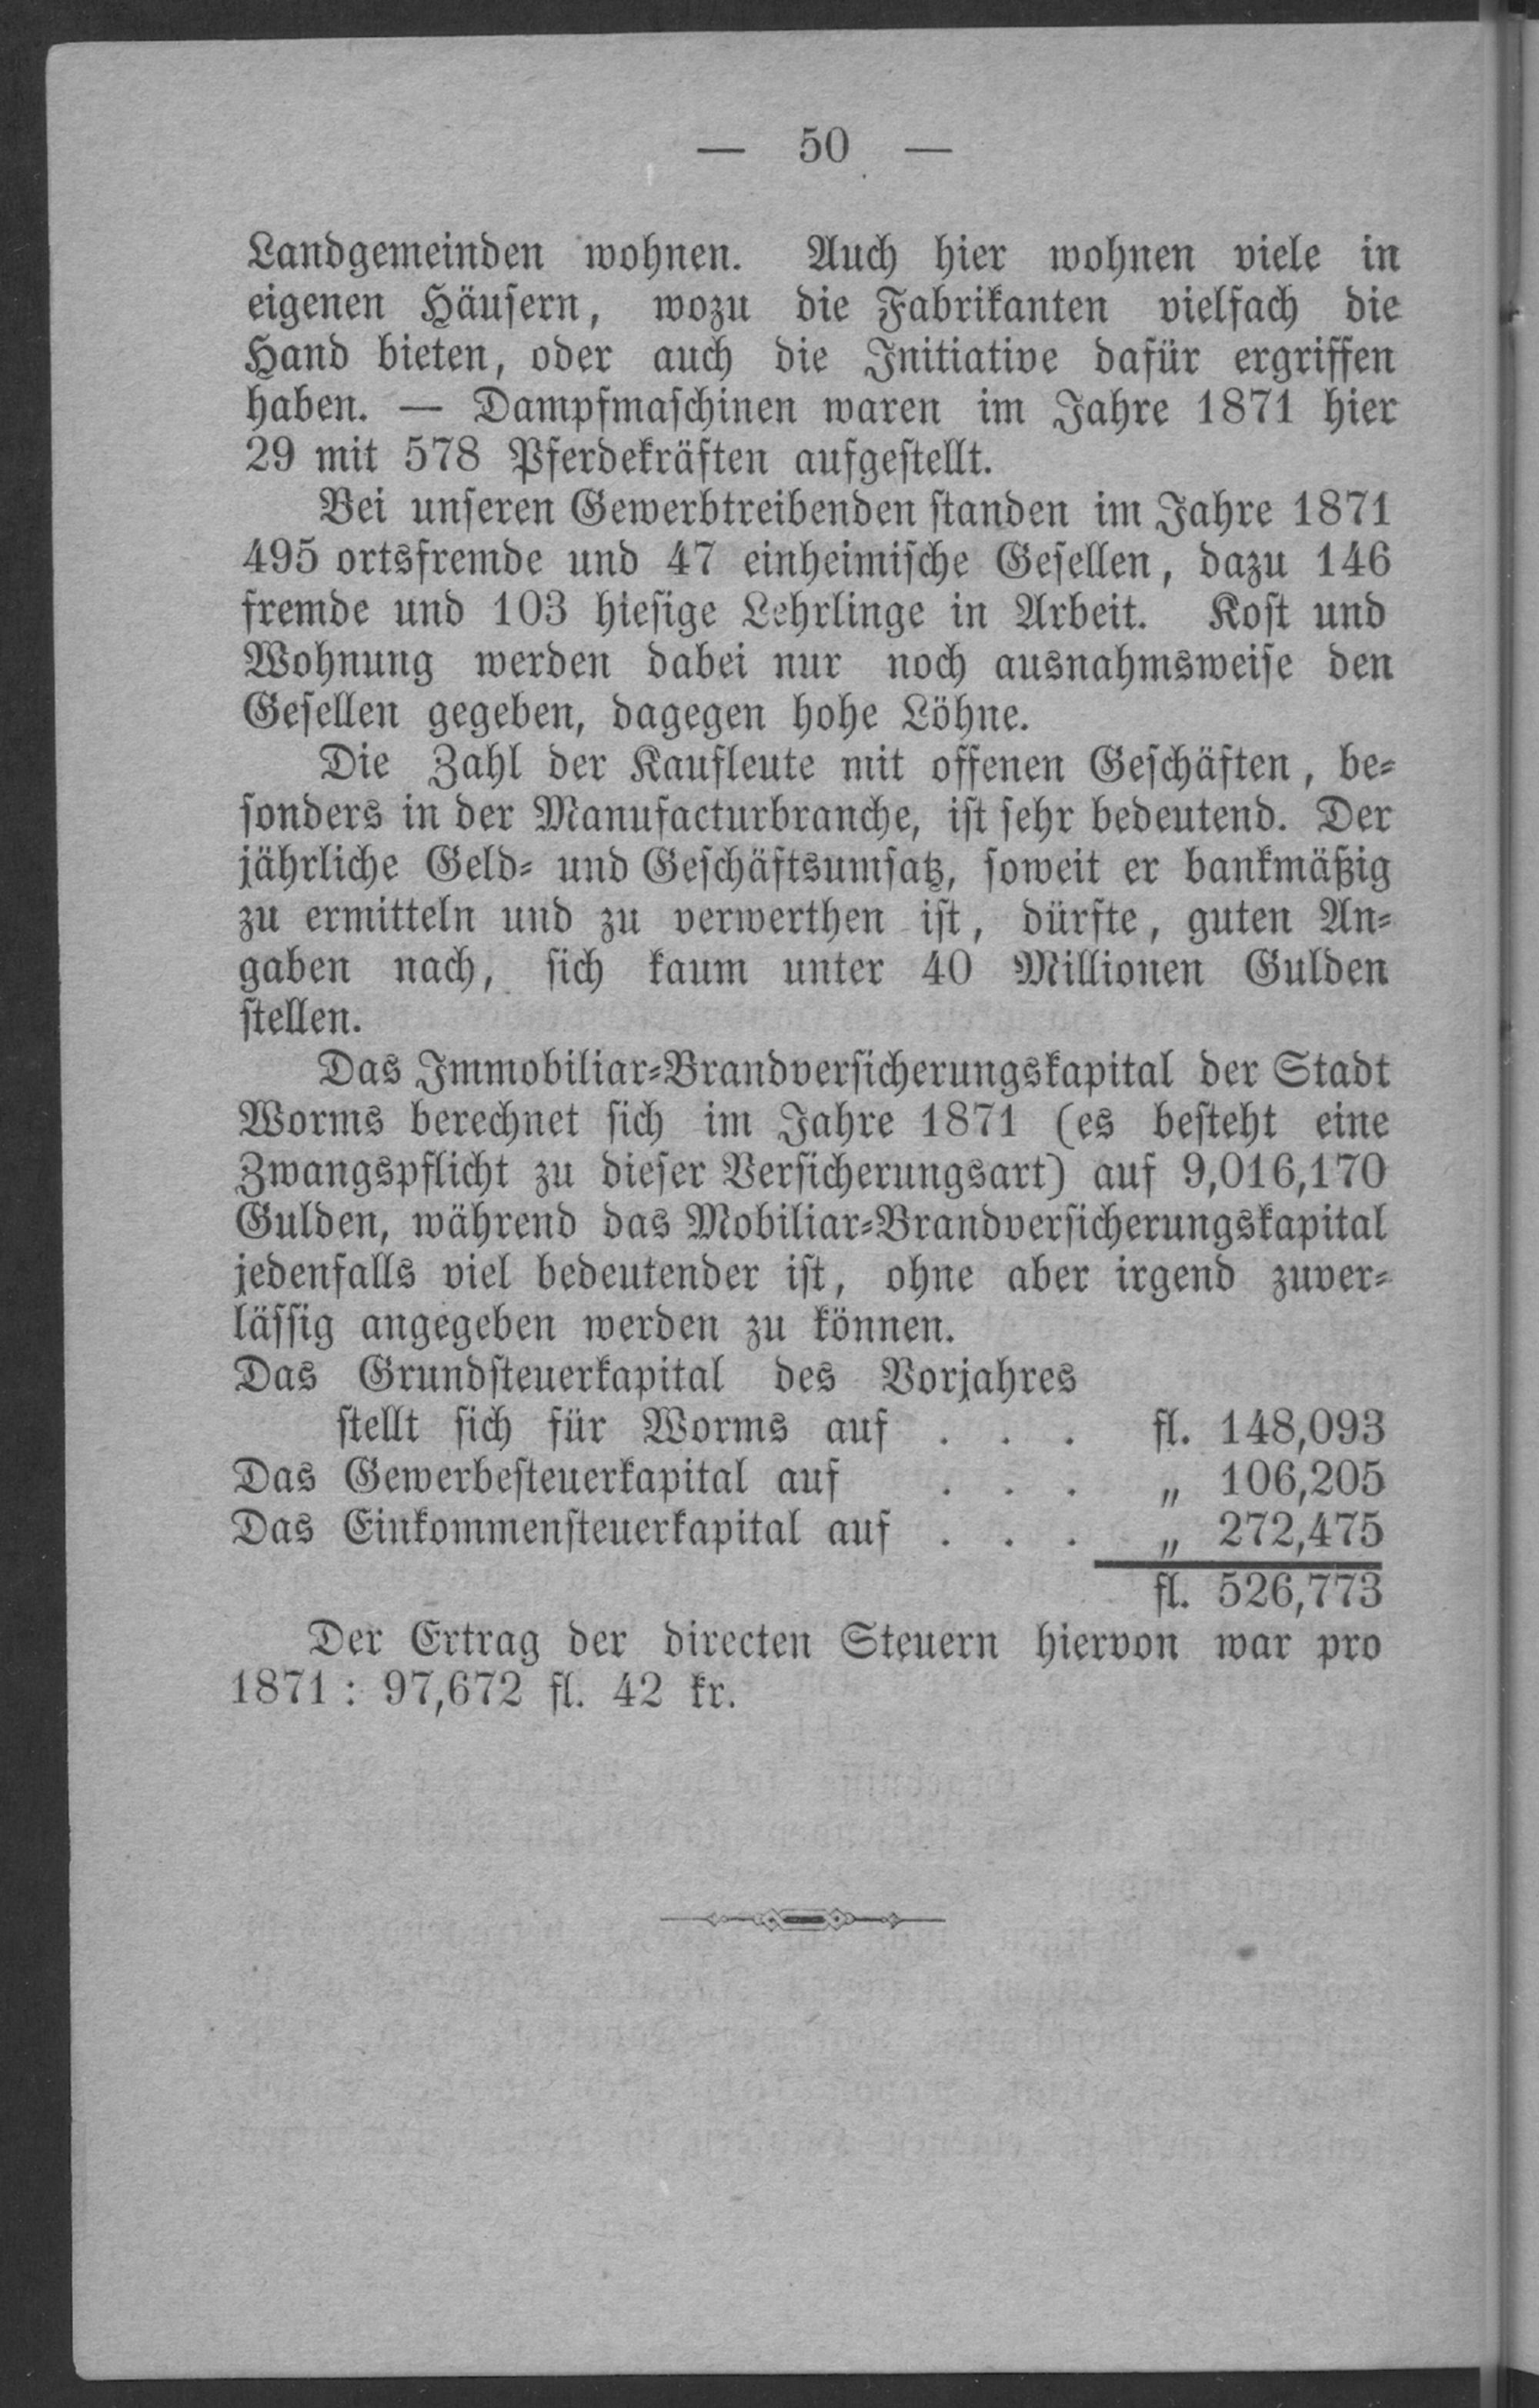 — 50 —
Landgemeinden wohnen. Auch hier wohnen viele in
eigenen Häuſern, wozu die Fabrikanten vielfach die
Hand bieten, oder auch die Initiative dafür ergriffen
haben. — Dampfmaſchinen waren im Jahre 1871 hier
29 mit 578 Pferdekräften aufgeſtellt.
Bei unſeren Gewerbtreibenden ſtanden im Jahre 1871
495 ortsfremde und 47 einheimiſche Geſellen, dazu 146
fremde und 103 hieſige Lehrlinge in Arbeit. Koſt und
Wohnung werden dabei nur noch ausnahmsweiſe den
Geſellen gegeben, dagegen hohe Löhne.
Die Zahl der Kaufleute mit offenen Geſchäften, be⸗
ſonders in der Manufacturbranche, iſt ſehr bedeutend. Der
jährliche Geld⸗ und Geſchäftsumſatz, ſoweit er bankmäßig
zu ermitteln und zu verwerthen iſt, dürfte, guten An⸗
gaben nach, ſich kaum unter 40 Millionen Gulden
ſtellen.
Das Immobiliar⸗Brandverſicherungskapital der Stadt
Worms berechnet ſich im Jahre 1871 (es beſteht eine
Zwangspflicht zu dieſer Verſicherungsart) auf 9,016,170
Gulden, während das Mobiliar⸗Brandverſicherungskapital
jedenfalls viel bedeutender iſt, ohne aber irgend zuver⸗
läſſig angegeben werden zu können.
Das Grundſteuerkapital des Vorjahres
ſtellt ſich für Worms auf . . . fl. 148,093
Das Gewerbeſteuerkapital auf . . . „ 106,205
Das Einkommenſteuerkapital auf . . . „ 272,475
fl. 526,773
Der Ertrag der directen Steuern hiervon war pro
1871 : 97,672 fl. 42 kr.